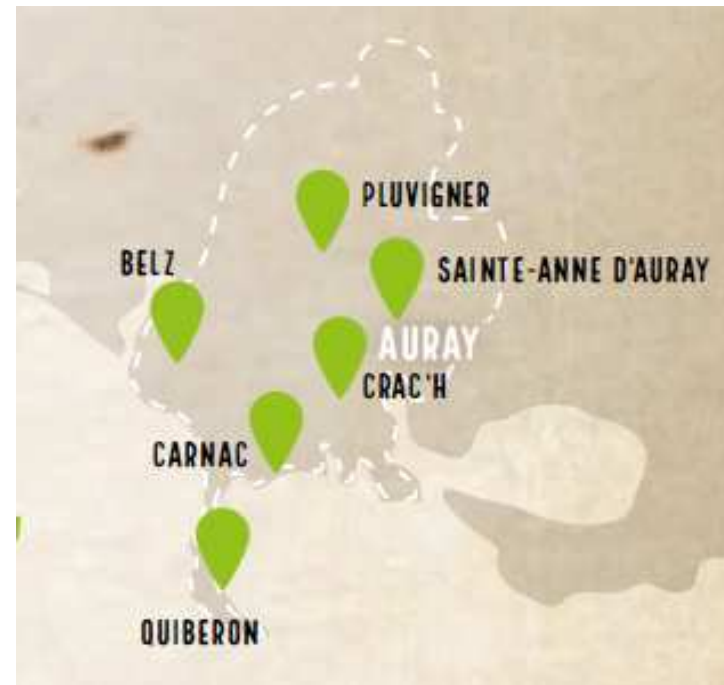 PLUVIGNER
BELZ
SAINTE-ANNE D'AURAY
AURAY
CRAC'H
CARNAC
QUIBERON